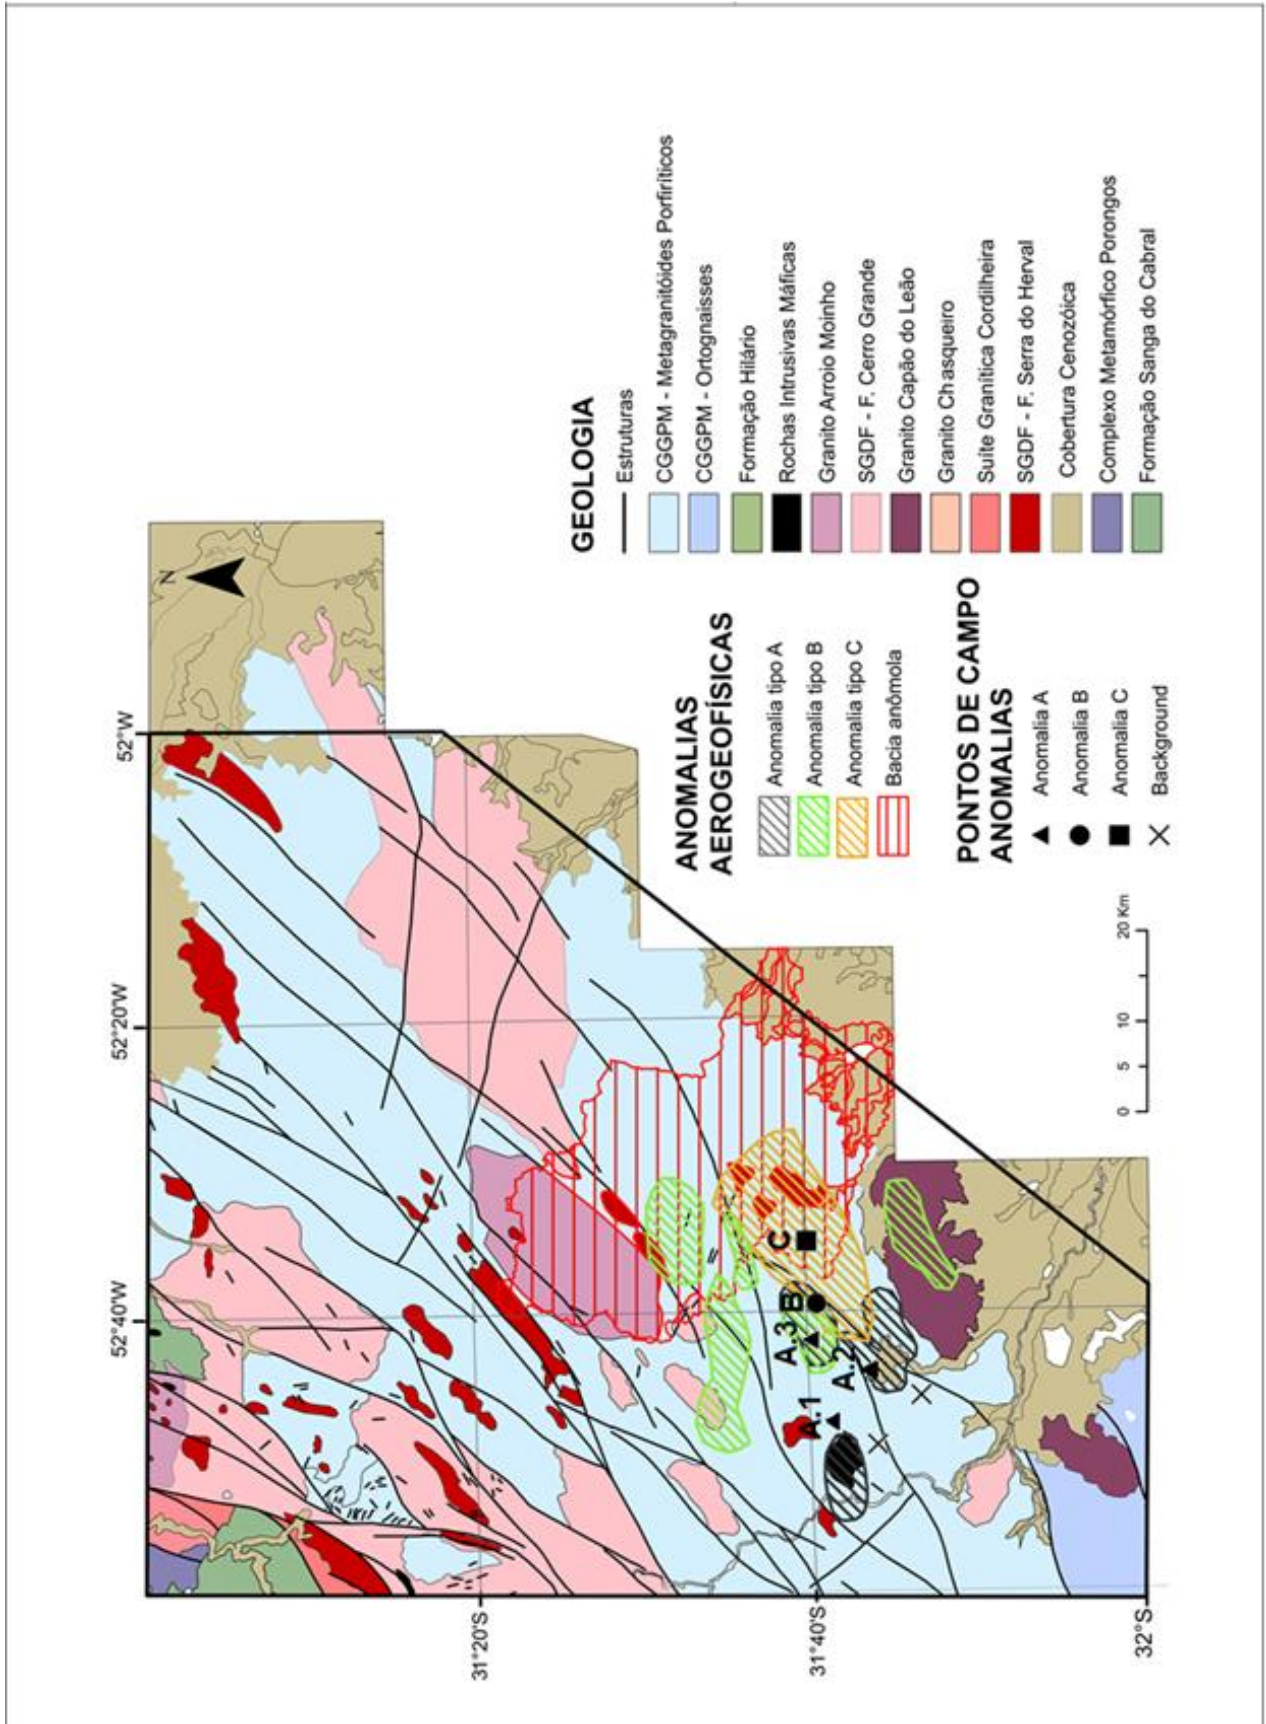 52°40'W
52°20'W
52°W
31°20'S
31°40'S
32°S
N
A.1
A.2
A.3
B
C
ANOMALIAS
AEROGEOFÍSICAS
Anomalia tipo A
Anomalia tipo B
Anomalia tipo C
Bacia anômola
PONTOS DE CAMPO
ANOMALIAS
Anomalia A
Anomalia B
Anomalia C
Background
0 5 10 20 Km
GEOLOGIA
Estruturas
CGGPM - Metagranitóides Porfiríticos
CGGPM - Ortognaisses
Formação Hilário
Rochas Intrusivas Máficas
Granito Arroio Moinho
SGDF - F. Cerro Grande
Granito Capão do Leão
Granito Chasqueiro
Suíte Granítica Cordilheira
SGDF - F. Serra do Herval
Cobertura Cenozóica
Complexo Metamórfico Porongos
Formação Sanga do Cabral